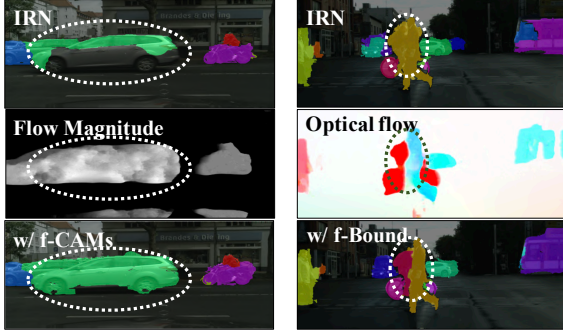 IRN
IRN
Flow Magnitude
Optical flow
w/ f-CAMs
w/ f-Bound